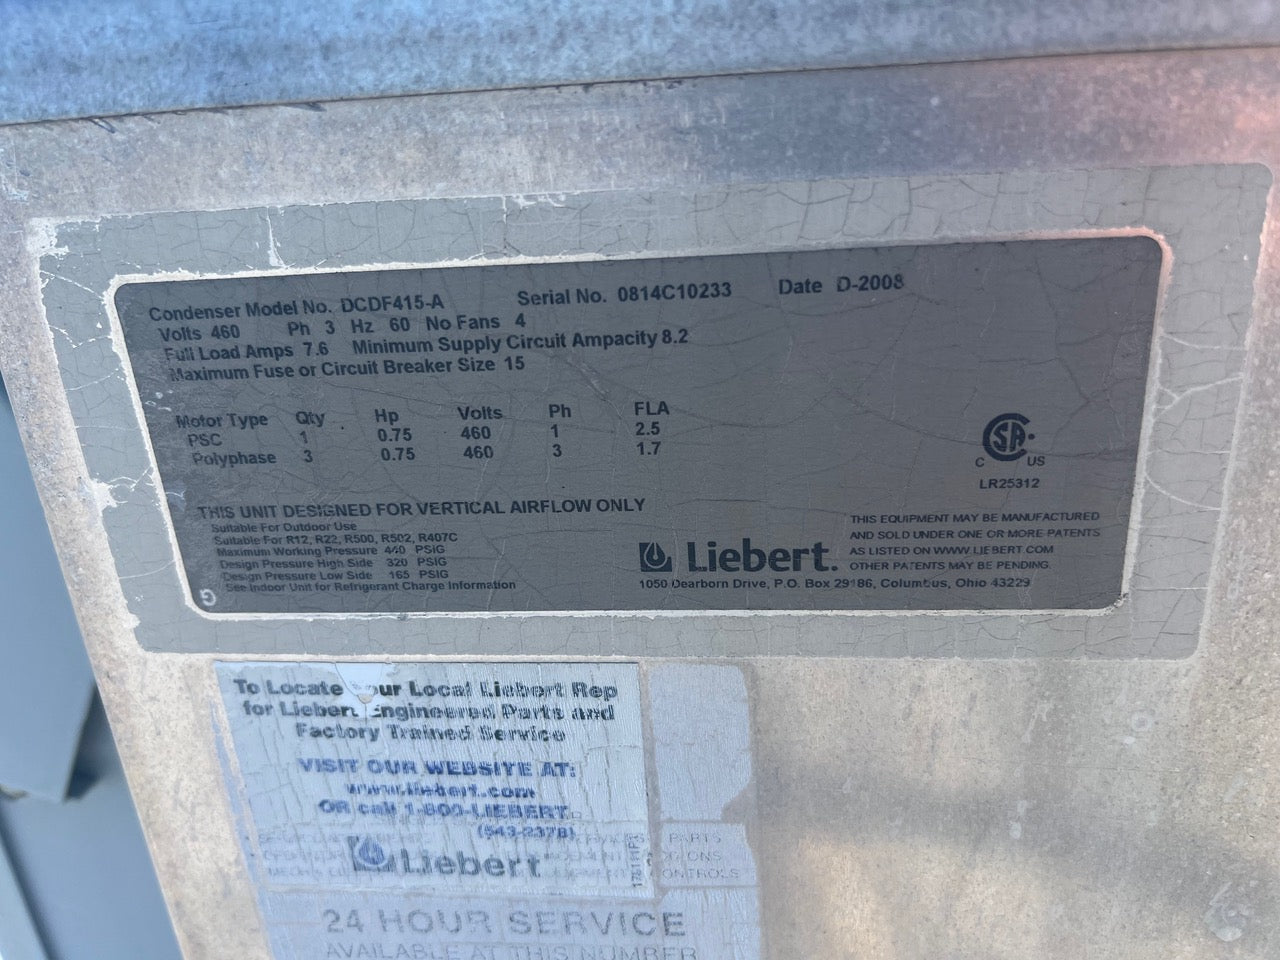 Condenser Model No. DCDF415-A Serial No. 0814C10233 Date D-2008
Volts 460 Ph 3 Hz 60 No Fans 4
Full Load Amps 7.6 Minimum Supply Circuit Ampacity 8.2
Maximum Fuse or Circuit Breaker Size 15
Motor Type Qty Hp Volts Ph FLA
PSC 1 0.75 460 1 2.5
Polyphase 3 0.75 460 3 1.7
CSA
C US
LR25312
THIS UNIT DESIGNED FOR VERTICAL AIRFLOW ONLY
Suitable For Outdoor Use
Suitable For R12, R22, R500, R502, R407C
Maximum Working Pressure 440 PSIG
Design Pressure High Side 320 PSIG
Design Pressure Low Side 165 PSIG
See Indoor Unit for Refrigerant Charge Information
G
Liebert.
1050 Dearborn Drive, P.O. Box 29186, Columbus, Ohio 43229
THIS EQUIPMENT MAY BE MANUFACTURED
AND SOLD UNDER ONE OR MORE PATENTS
AS LISTED ON WWW.LIEBERT.COM
OTHER PATENTS MAY BE PENDING.
To Locate Your Local Liebert Rep
for Liebert Engineered Parts and
Factory Trained Service
VISIT OUR WEBSITE AT:
www.liebert.com
OR call 1-800-LIEBERT
(543-2378)
Liebert
PARTS
CONTROLS
24 HOUR SERVICE
AVAILABLE AT THIS NUMBER